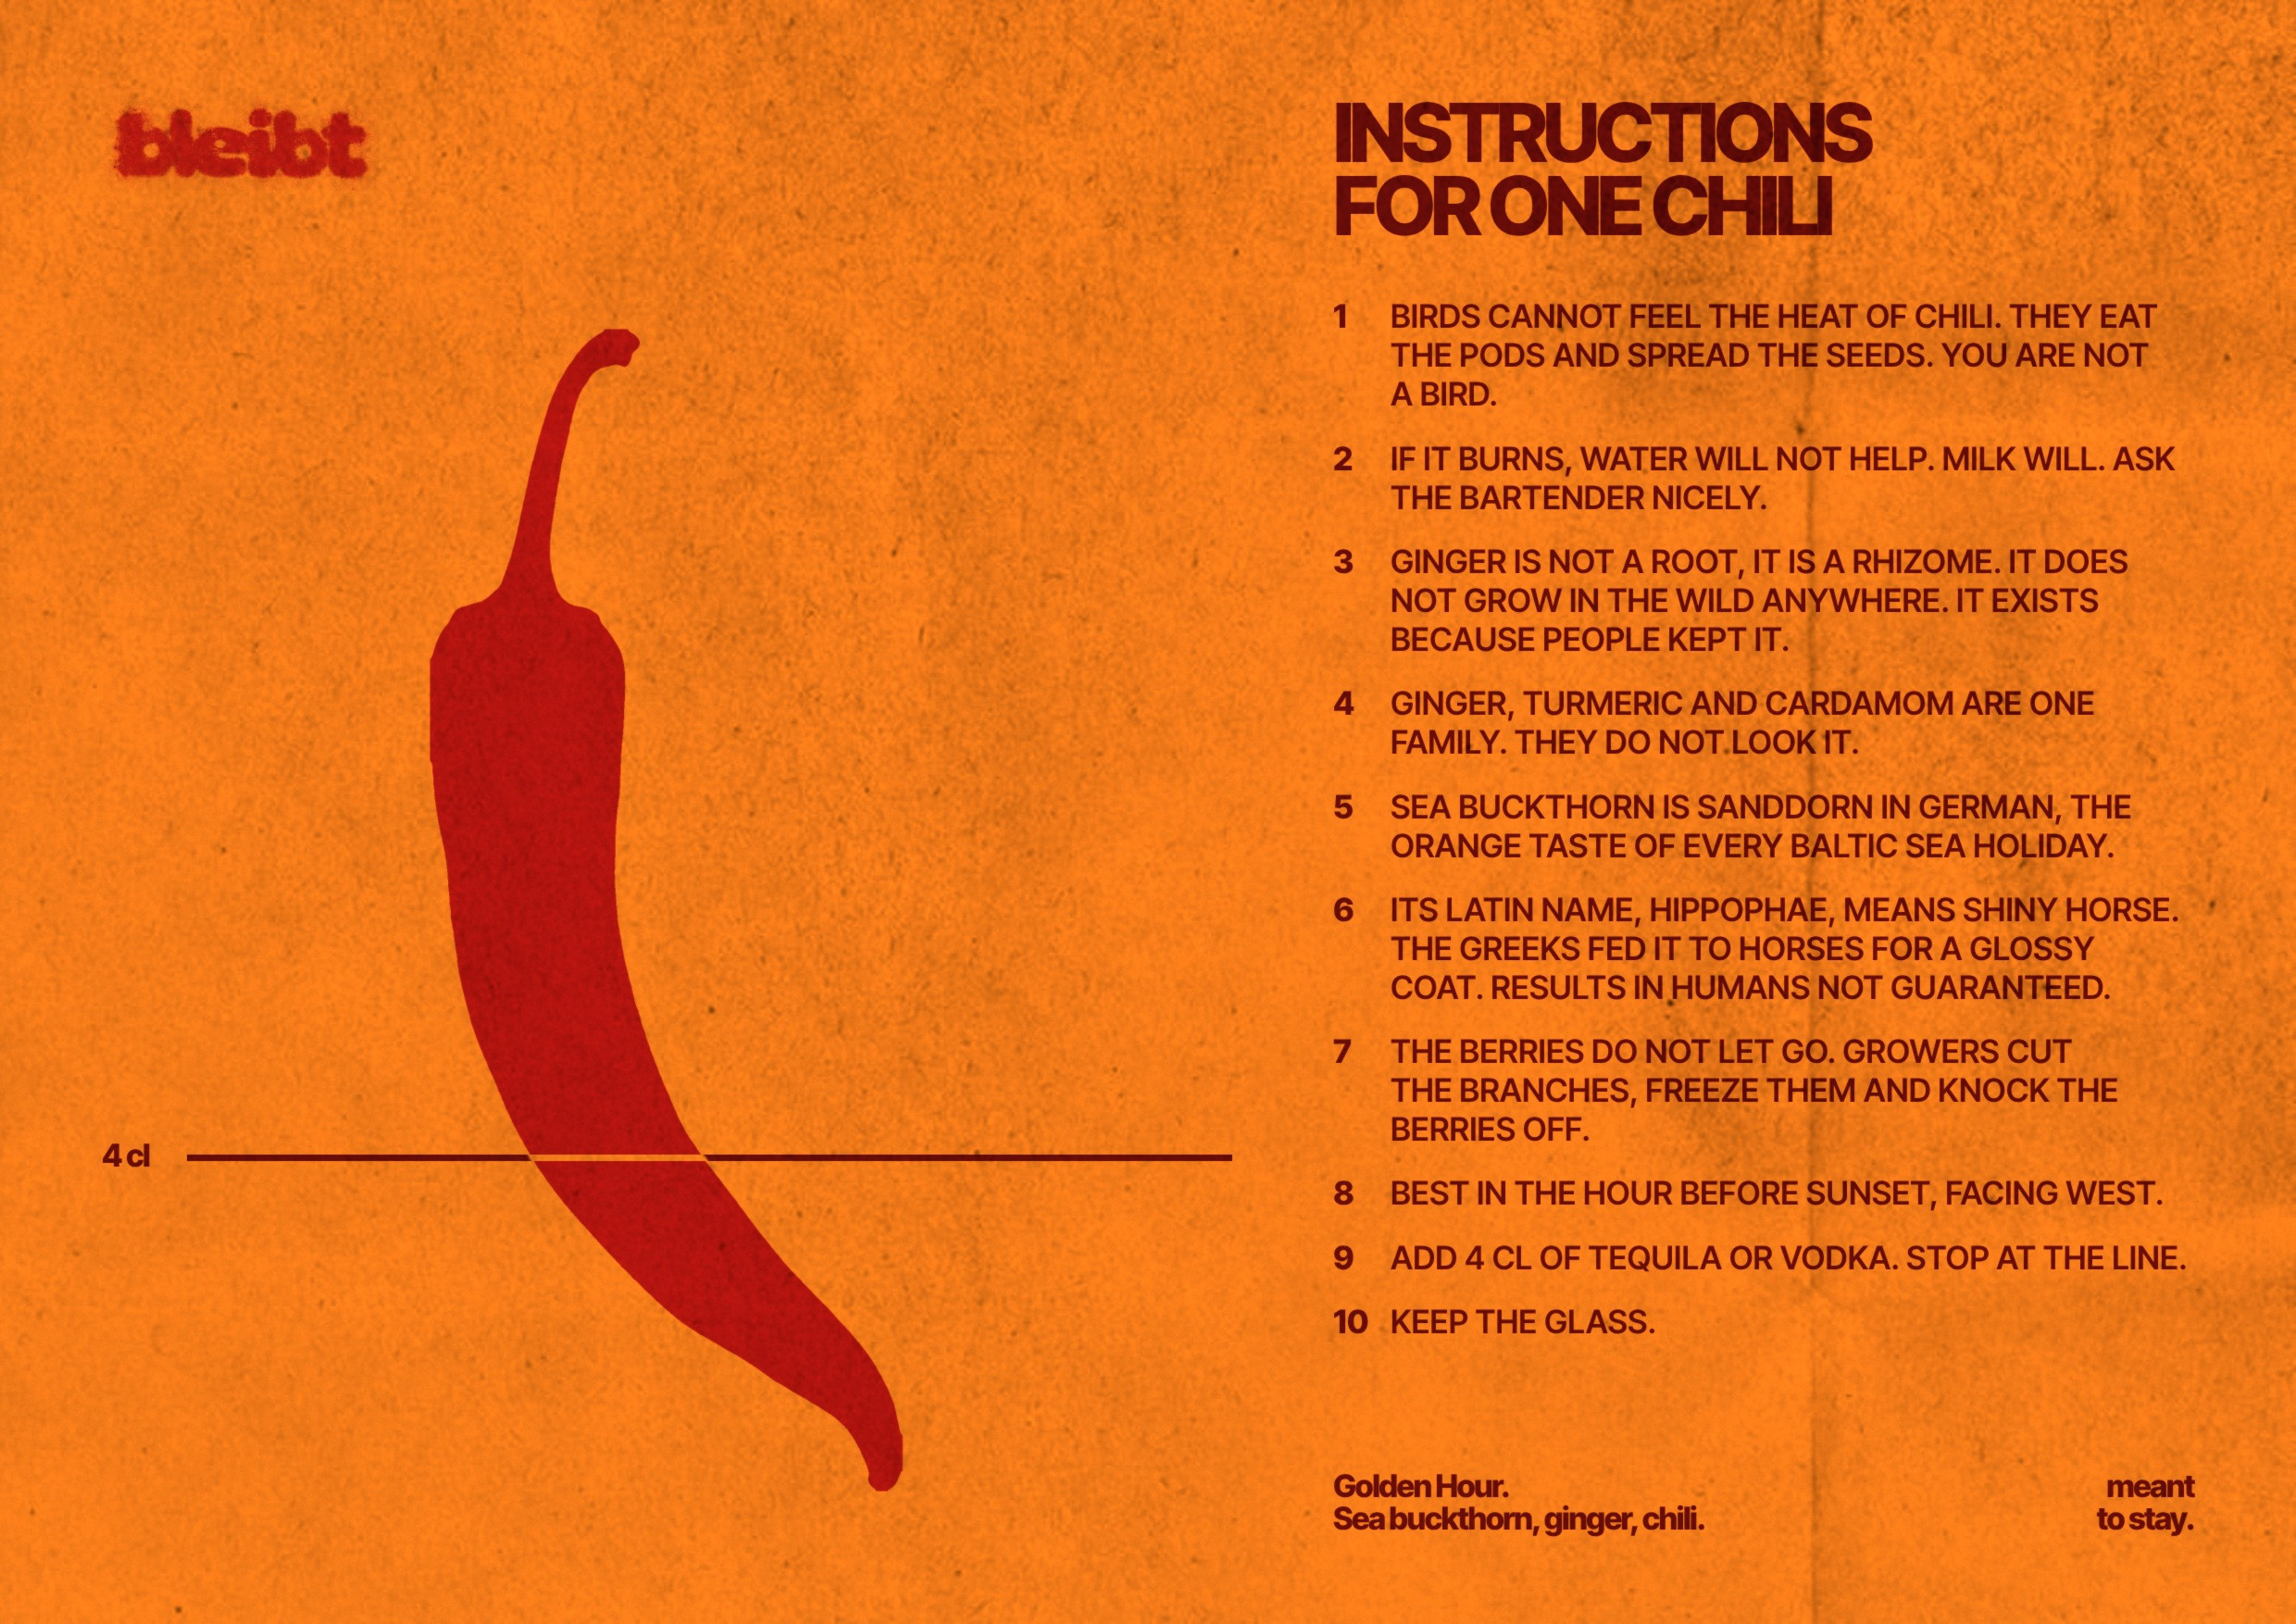 bleibt
INSTRUCTIONS
FOR ONE CHILI
1 BIRDS CANNOT FEEL THE HEAT OF CHILI. THEY EAT
THE PODS AND SPREAD THE SEEDS. YOU ARE NOT
A BIRD.
2 IF IT BURNS, WATER WILL NOT HELP. MILK WILL. ASK
THE BARTENDER NICELY.
3 GINGER IS NOT A ROOT, IT IS A RHIZOME. IT DOES
NOT GROW IN THE WILD ANYWHERE. IT EXISTS
BECAUSE PEOPLE KEPT IT.
4 GINGER, TURMERIC AND CARDAMOM ARE ONE
FAMILY. THEY DO NOT LOOK IT.
5 SEA BUCKTHORN IS SANDDORN IN GERMAN, THE
ORANGE TASTE OF EVERY BALTIC SEA HOLIDAY.
6 ITS LATIN NAME, HIPPOPHAE, MEANS SHINY HORSE.
THE GREEKS FED IT TO HORSES FOR A GLOSSY
COAT. RESULTS IN HUMANS NOT GUARANTEED.
7 THE BERRIES DO NOT LET GO. GROWERS CUT
THE BRANCHES, FREEZE THEM AND KNOCK THE
BERRIES OFF.
8 BEST IN THE HOUR BEFORE SUNSET, FACING WEST.
9 ADD 4 CL OF TEQUILA OR VODKA. STOP AT THE LINE.
10 KEEP THE GLASS.
4 cl
Golden Hour.
Sea buckthorn, ginger, chili.
meant
to stay.